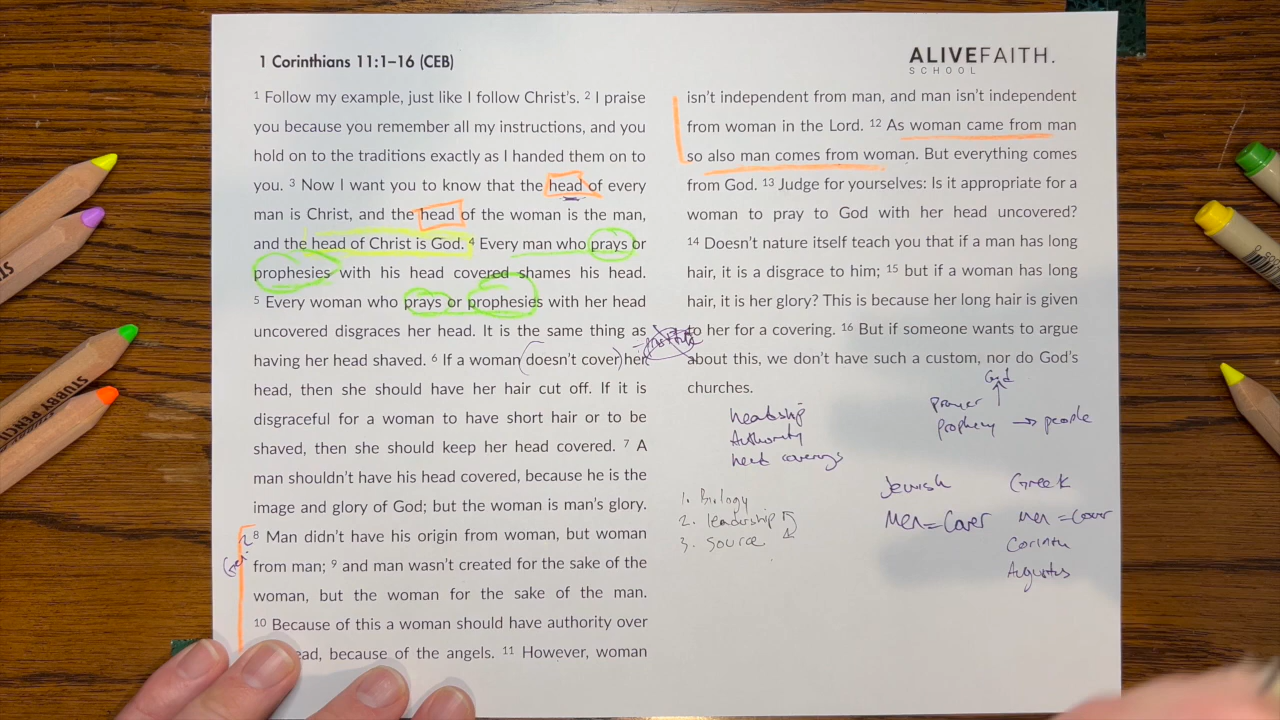 1 Corinthians 11:1–16 (CEB)
ALIVEFAITH.
SCHOOL
1 Follow my example, just like I follow Christ's. 2 I praise
you because you remember all my instructions, and you
hold on to the traditions exactly as I handed them on to
you. 3 Now I want you to know that the head of every
man is Christ, and the head of the woman is the man,
and the head of Christ is God. 4 Every man who prays or
prophesies with his head covered shames his head.
5 Every woman who prays or prophesies with her head
uncovered disgraces her head. It is the same thing as
having her head shaved. 6 If a woman doesn't cover her
head, then she should have her hair cut off. If it is
disgraceful for a woman to have short hair or to be
shaved, then she should keep her head covered. 7 A
man shouldn't have his head covered, because he is the
image and glory of God; but the woman is man's glory.
8 Man didn't have his origin from woman, but woman
from man; 9 and man wasn't created for the sake of the
woman, but the woman for the sake of the man.
10 Because of this a woman should have authority over
ead, because of the angels. 11 However, woman
isn't independent from man, and man isn't independent
from woman in the Lord. 12 As woman came from man
so also man comes from woman. But everything comes
from God. 13 Judge for yourselves: Is it appropriate for a
woman to pray to God with her head uncovered?
14 Doesn't nature itself teach you that if a man has long
hair, it is a disgrace to him; 15 but if a woman has long
hair, it is her glory? This is because her long hair is given
to her for a covering. 16 But if someone wants to argue
about this, we don't have such a custom, nor do God's
churches.
Headship
Authority
Head coverings
God
Prayer
Prophecy → people
1. Biology
2. leadership
3. Source
Jewish
Men = Cover
Greek
Men = Cover
Corinth
Augustus
STUBBY PENCIL